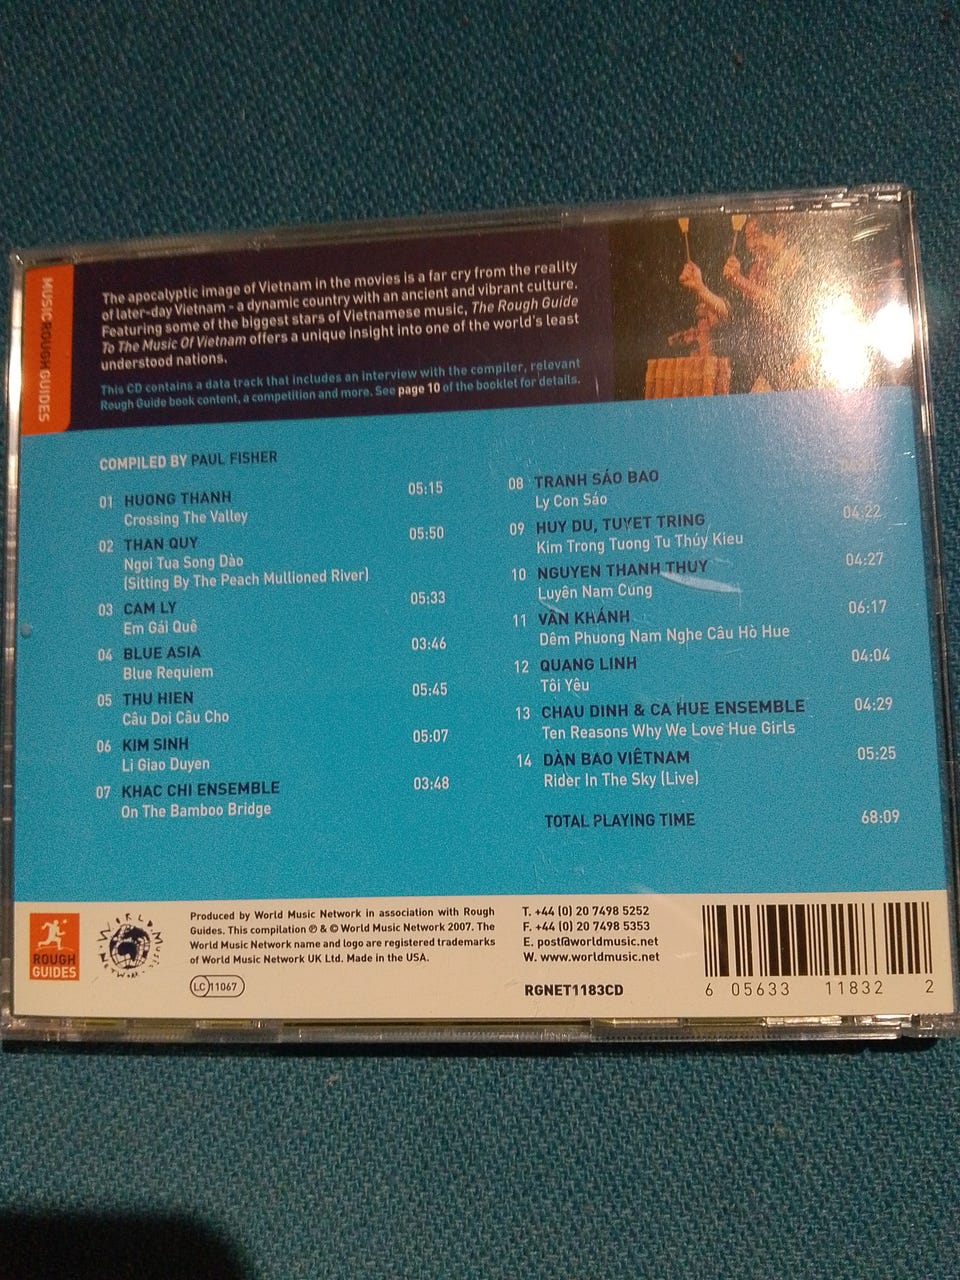 MUSIC ROUGH GUIDES
The apocalyptic image of Vietnam in the movies is a far cry from the reality
of later-day Vietnam - a dynamic country with an ancient and vibrant culture.
Featuring some of the biggest stars of Vietnamese music, The Rough Guide
To The Music Of Vietnam offers a unique insight into one of the world's least
understood nations.
This CD contains a data track that includes an interview with the compiler, relevant
Rough Guide book content, a competition and more. See page 10 of the booklet for details.
COMPILED BY PAUL FISHER
01 HUONG THANH 05:15
Crossing The Valley
02 THAN QUY 05:50
Ngoi Tua Song Dào
(Sitting By The Peach Mullioned River)
03 CAM LY 05:33
Em Gái Quê
04 BLUE ASIA 03:46
Blue Requiem
05 THU HIEN 05:45
Câu Doi Câu Cho
06 KIM SINH 05:07
Li Giao Duyen
07 KHAC CHI ENSEMBLE 03:48
On The Bamboo Bridge
08 TRANH SÁO BAO
Ly Con Sáo
09 HUY DU, TUYET TRING 04:22
Kim Trong Tuong Tu Thúy Kieu
10 NGUYEN THANH THUY 04:27
Luyên Nam Cung
11 VÂN KHÁNH 06:17
Dêm Phuong Nam Nghe Câu Hò Hue
12 QUANG LINH 04:04
Tôi Yêu
13 CHAU DINH & CA HUE ENSEMBLE 04:29
Ten Reasons Why We Love Hue Girls
14 DÀN BAO VIÊTNAM 05:25
Rider In The Sky (Live)
TOTAL PLAYING TIME 68:09
ROUGH
GUIDES
WORLD MUSIC NETWORK
Produced by World Music Network in association with Rough
Guides. This compilation ℗ & © World Music Network 2007. The
World Music Network name and logo are registered trademarks
of World Music Network UK Ltd. Made in the USA.
LC 11067
T. +44 (0) 20 7498 5252
F. +44 (0) 20 7498 5353
E. post@worldmusic.net
W. www.worldmusic.net
RGNET1183CD
6 05633 11832 2